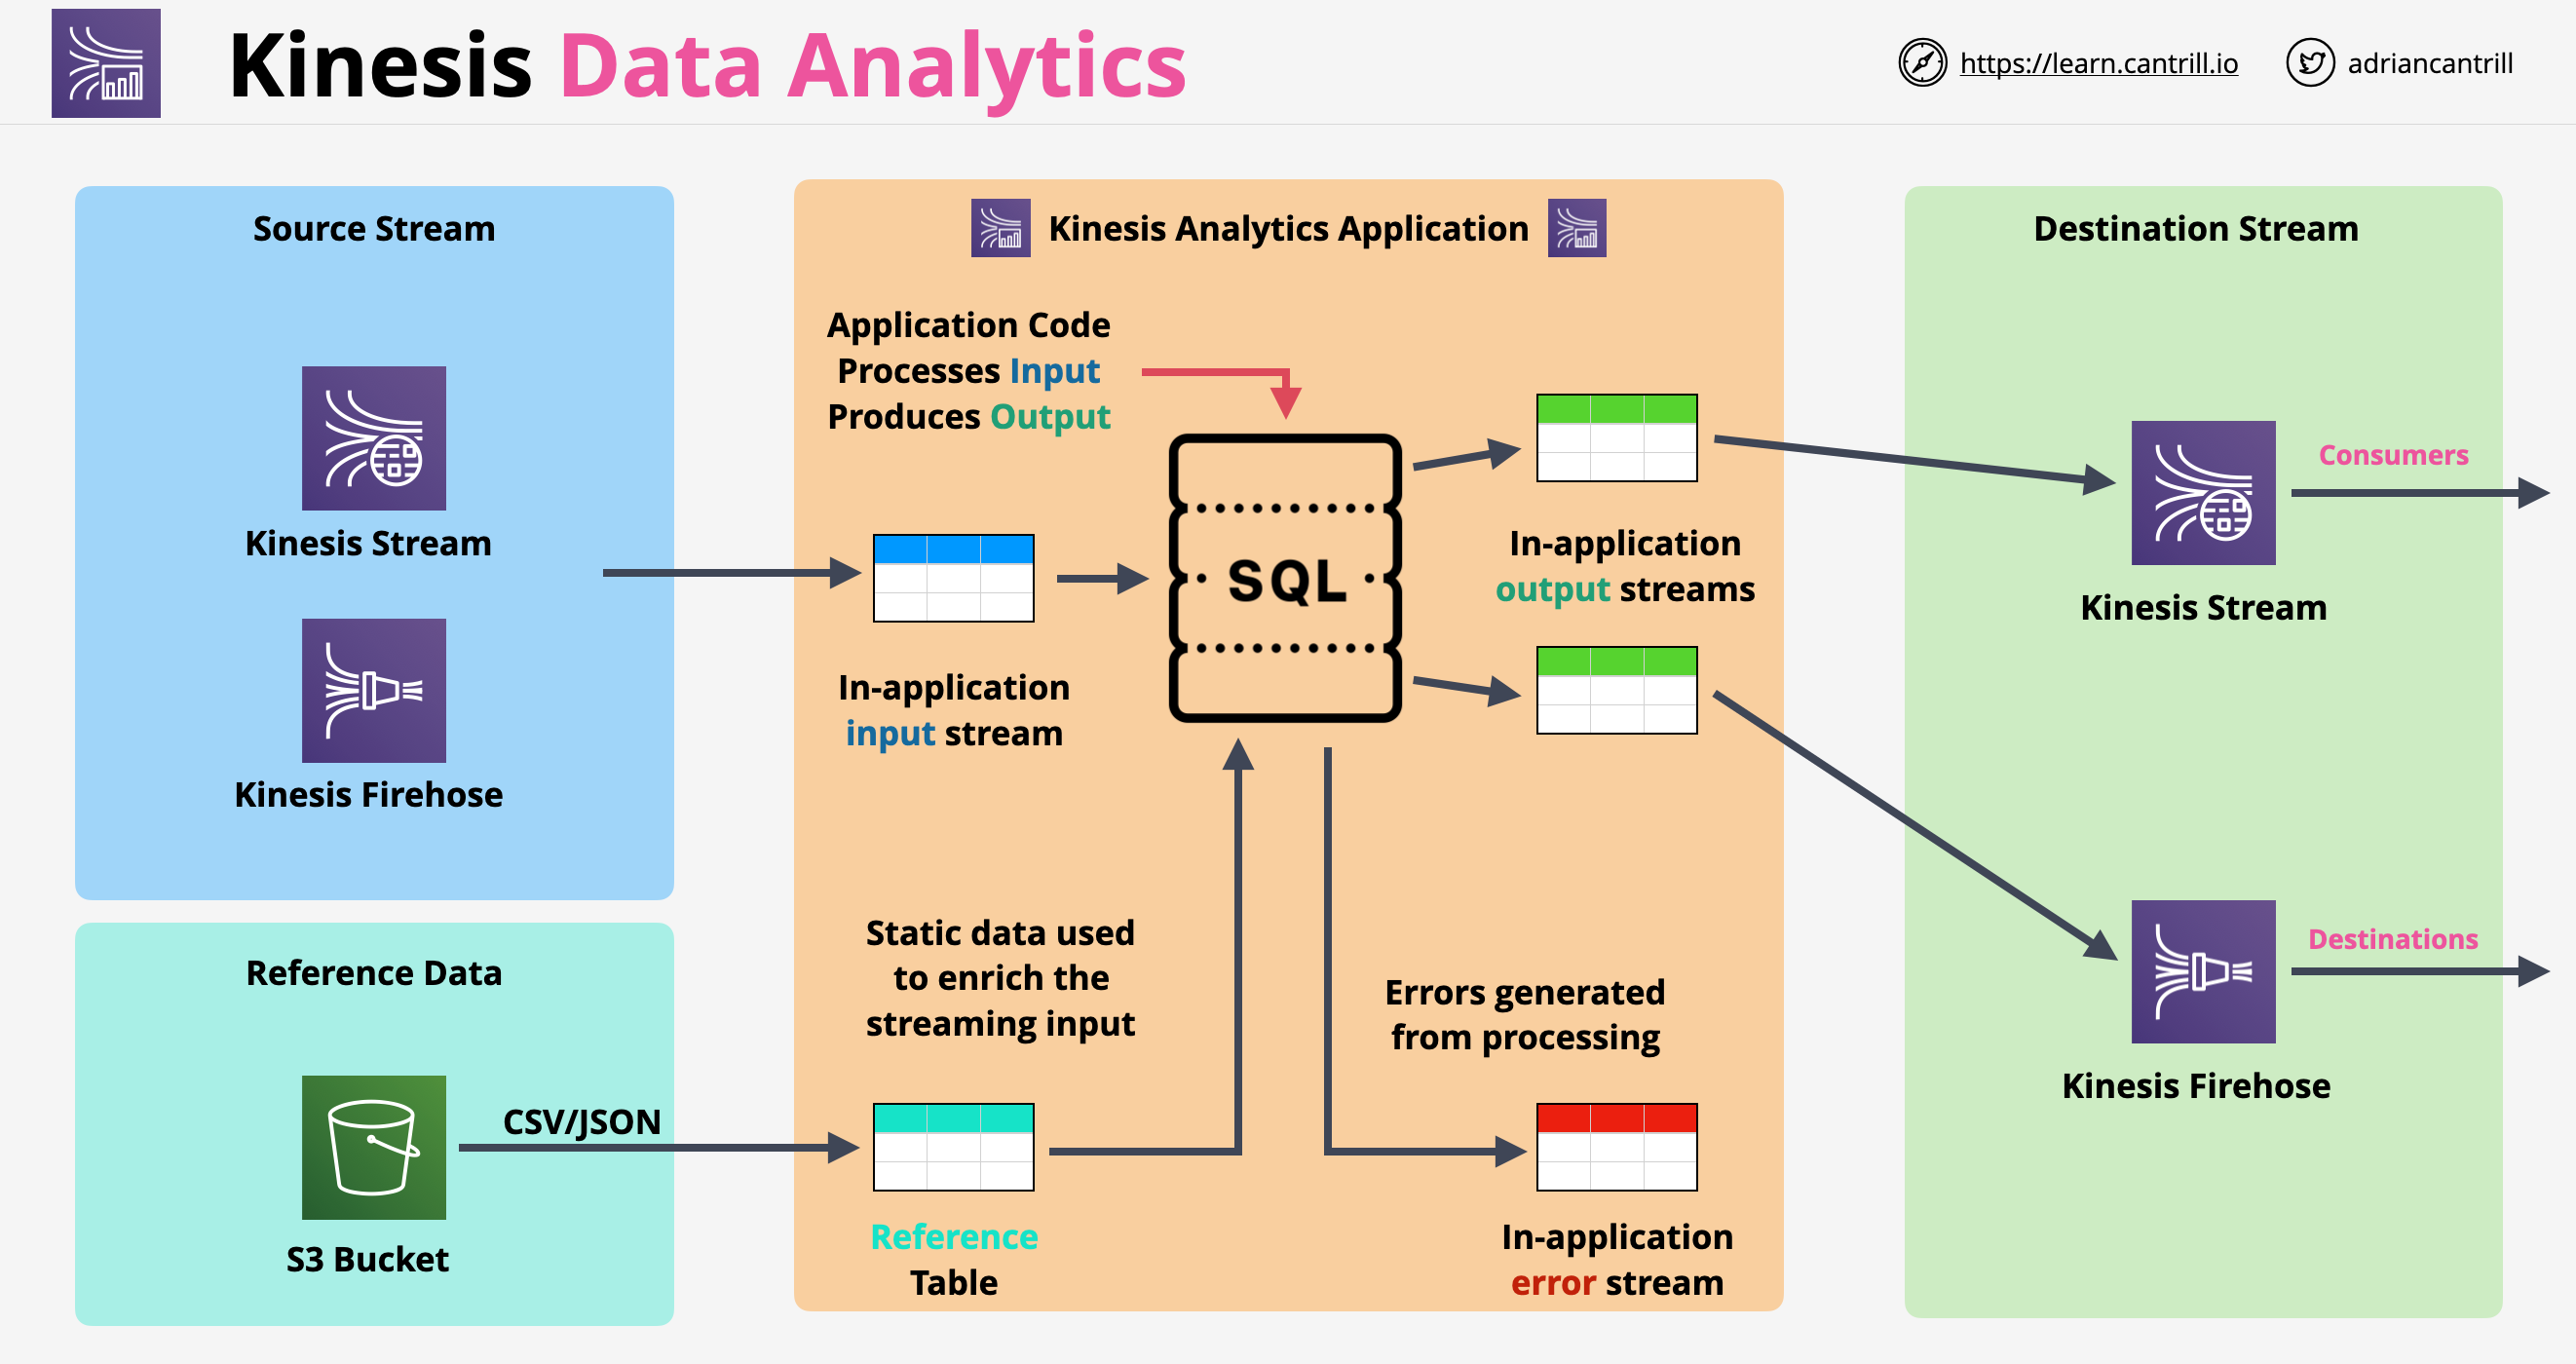 Kinesis Data Analytics
https://learn.cantrill.io
adriancantrill
Source Stream
Kinesis Stream
Kinesis Firehose
Reference Data
CSV/JSON
S3 Bucket
Kinesis Analytics Application
Application Code
Processes Input
Produces Output
SQL
In-application
input stream
In-application
output streams
Static data used
to enrich the
streaming input
Errors generated
from processing
Reference
Table
In-application
error stream
Destination Stream
Consumers
Kinesis Stream
Destinations
Kinesis Firehose